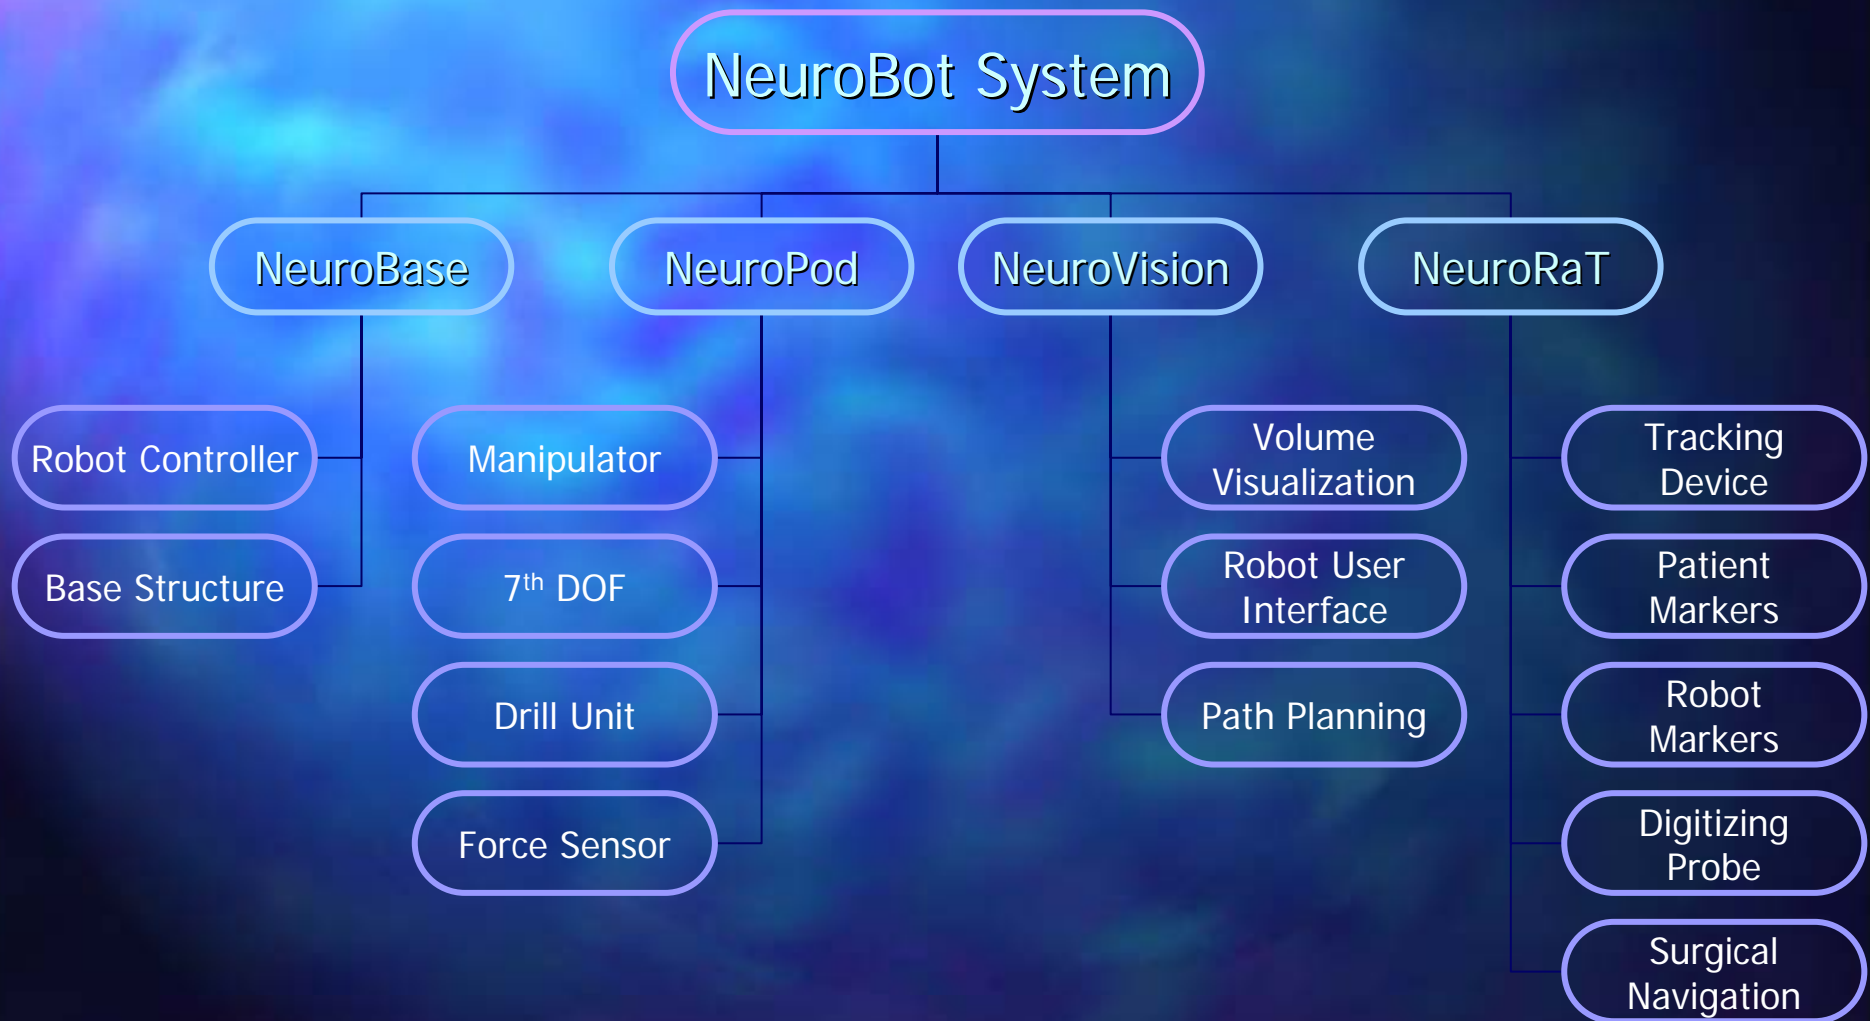 NeuroBot System
NeuroBase
NeuroPod
NeuroVision
NeuroRaT
Robot Controller
Base Structure
Manipulator
7th DOF
Drill Unit
Force Sensor
Volume
Visualization
Robot User
Interface
Path Planning
Tracking
Device
Patient
Markers
Robot
Markers
Digitizing
Probe
Surgical
Navigation